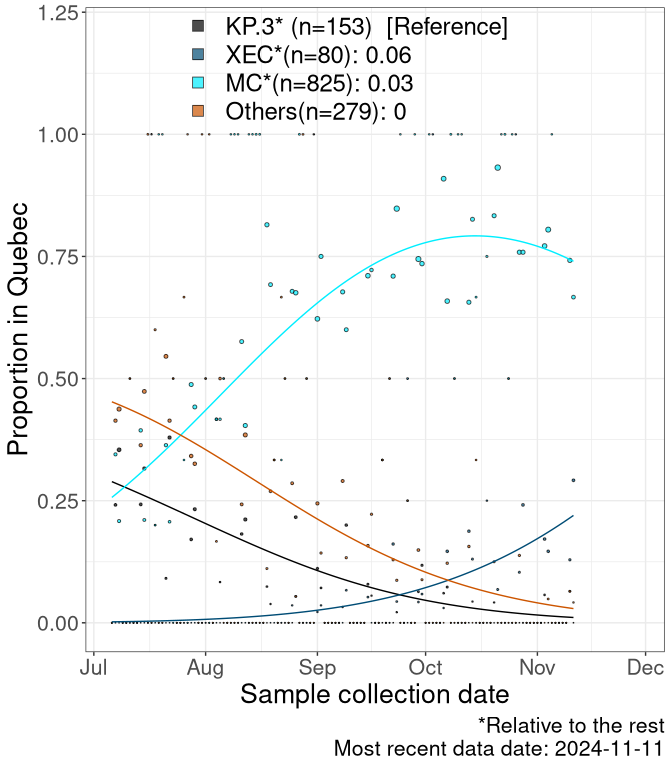 KP.3* (n=153)  [Reference]
XEC*(n=80): 0.06
MC*(n=825): 0.03
Others(n=279): 0
1.25
1.00
0.75
0.50
0.25
0.00
Proportion in Quebec
Jul Aug Sep Oct Nov Dec
Sample collection date
*Relative to the rest
Most recent data date: 2024-11-11